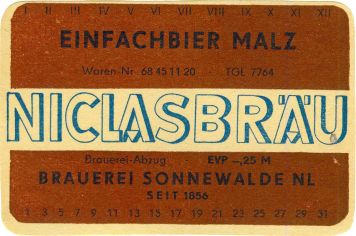 I II III IV V VI VII VIII IX X XI XII
EINFACHBIER MALZ
Waren-Nr. 68 45 11 20 · TGL 7764
NICLASBRÄU
Brauerei-Abzug · EVP –,25 M
BRAUEREI SONNEWALDE NL
SEIT 1856
1 3 5 7 9 11 13 15 17 19 21 23 25 27 29 31